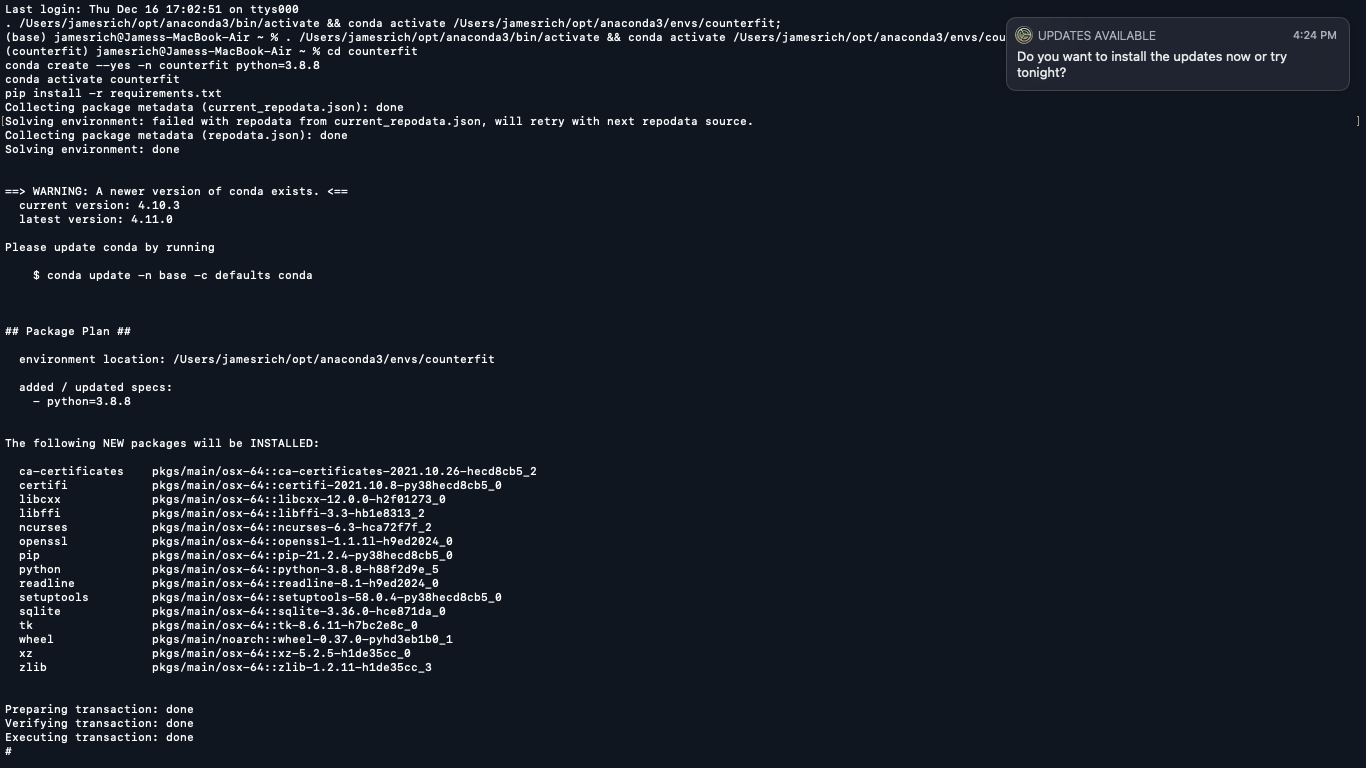 Last login: Thu Dec 16 17:02:51 on ttys000
. /Users/jamesrich/opt/anaconda3/bin/activate && conda activate /Users/jamesrich/opt/anaconda3/envs/counterfit;
(base) jamesrich@Jamess-MacBook-Air ~ % . /Users/jamesrich/opt/anaconda3/bin/activate && conda activate /Users/jamesrich/opt/anaconda3/envs/cou
(counterfit) jamesrich@Jamess-MacBook-Air ~ % cd counterfit
conda create --yes -n counterfit python=3.8.8
conda activate counterfit
pip install -r requirements.txt
Collecting package metadata (current_repodata.json): done
[Solving environment: failed with repodata from current_repodata.json, will retry with next repodata source. ]
Collecting package metadata (repodata.json): done
Solving environment: done
==> WARNING: A newer version of conda exists. <==
current version: 4.10.3
latest version: 4.11.0
Please update conda by running
$ conda update -n base -c defaults conda
## Package Plan ##
environment location: /Users/jamesrich/opt/anaconda3/envs/counterfit
added / updated specs:
- python=3.8.8
The following NEW packages will be INSTALLED:
ca-certificates pkgs/main/osx-64::ca-certificates-2021.10.26-hecd8cb5_2
certifi pkgs/main/osx-64::certifi-2021.10.8-py38hecd8cb5_0
libcxx pkgs/main/osx-64::libcxx-12.0.0-h2f01273_0
libffi pkgs/main/osx-64::libffi-3.3-hb1e8313_2
ncurses pkgs/main/osx-64::ncurses-6.3-hca72f7f_2
openssl pkgs/main/osx-64::openssl-1.1.1l-h9ed2024_0
pip pkgs/main/osx-64::pip-21.2.4-py38hecd8cb5_0
python pkgs/main/osx-64::python-3.8.8-h88f2d9e_5
readline pkgs/main/osx-64::readline-8.1-h9ed2024_0
setuptools pkgs/main/osx-64::setuptools-58.0.4-py38hecd8cb5_0
sqlite pkgs/main/osx-64::sqlite-3.36.0-hce871da_0
tk pkgs/main/osx-64::tk-8.6.11-h7bc2e8c_0
wheel pkgs/main/noarch::wheel-0.37.0-pyhd3eb1b0_1
xz pkgs/main/osx-64::xz-5.2.5-h1de35cc_0
zlib pkgs/main/osx-64::zlib-1.2.11-h1de35cc_3
Preparing transaction: done
Verifying transaction: done
Executing transaction: done
#
UPDATES AVAILABLE 4:24 PM
Do you want to install the updates now or try
tonight?